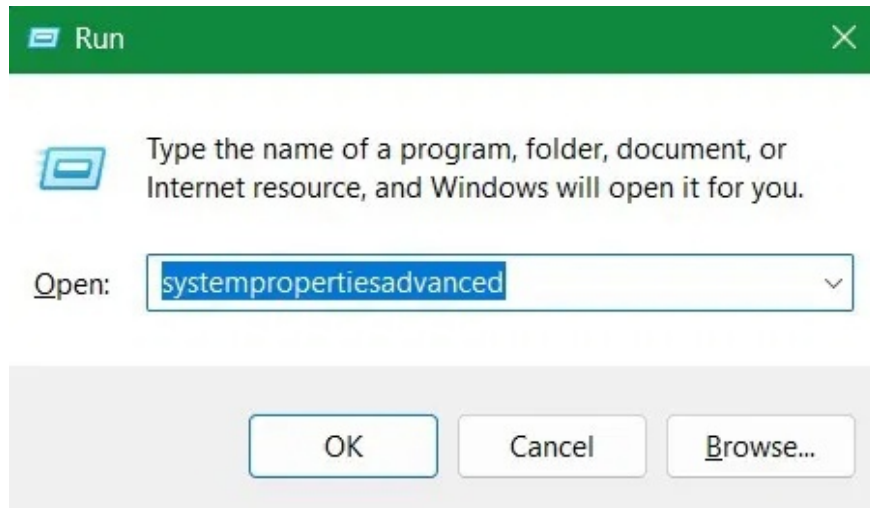 Run
Type the name of a program, folder, document, or
Internet resource, and Windows will open it for you.
Open: systempropertiesadvanced
OK Cancel Browse...